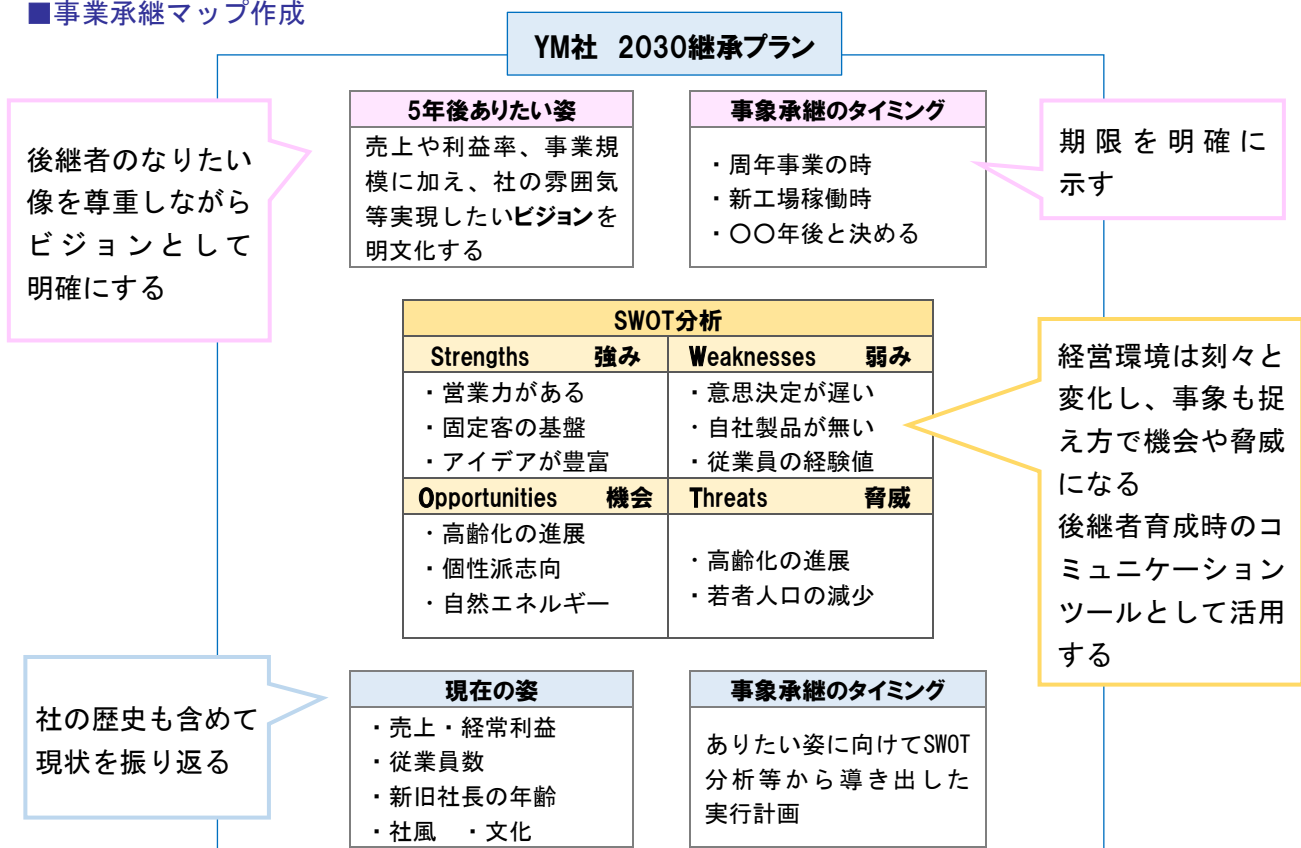 ■事業承継マップ作成
YM社 2030継承プラン
後継者のなりたい
像を尊重しながら
ビジョンとして
明確にする
5年後ありたい姿
売上や利益率、事業規
模に加え、社の雰囲気
等実現したいビジョンを
明文化する
事象承継のタイミング
・周年事業の時
・新工場稼働時
・〇〇年後と決める
期限を明確に
示す
SWOT分析
Strengths 強み
・営業力がある
・固定客の基盤
・アイデアが豊富
Weaknesses 弱み
・意思決定が遅い
・自社製品が無い
・従業員の経験値
Opportunities 機会
・高齢化の進展
・個性派志向
・自然エネルギー
Threats 脅威
・高齢化の進展
・若者人口の減少
経営環境は刻々と
変化し、事象も捉
え方で機会や脅威
になる
後継者育成時のコ
ミュニケーション
ツールとして活用
する
社の歴史も含めて
現状を振り返る
現在の姿
・売上・経常利益
・従業員数
・新旧社長の年齢
・社風 ・文化
事象承継のタイミング
ありたい姿に向けてSWOT
分析等から導き出した
実行計画